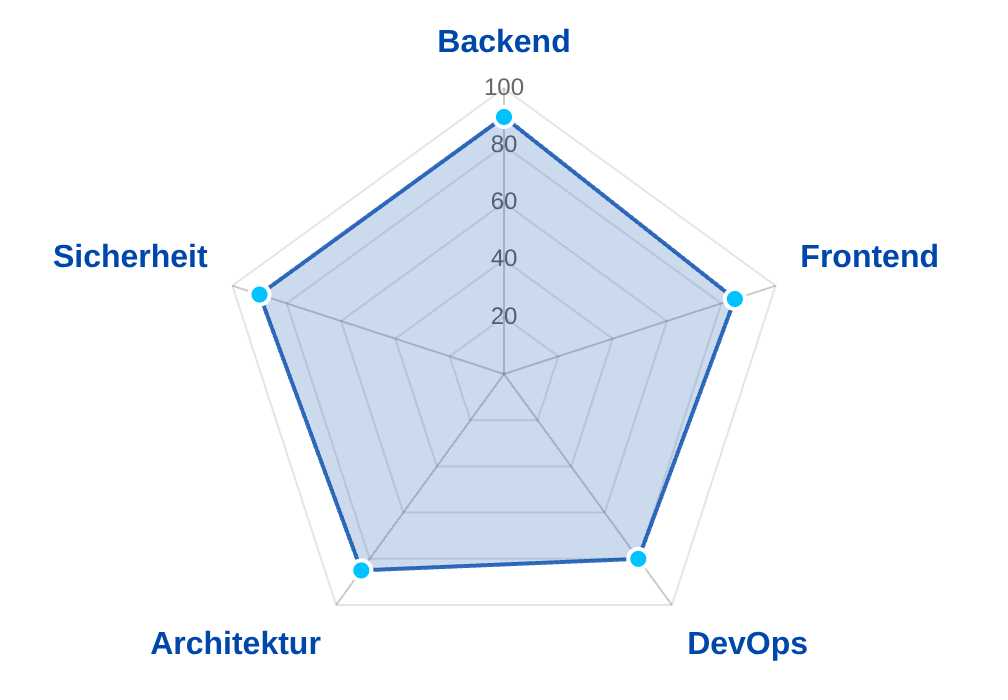 Backend
100
80
60
40
20
Sicherheit
Frontend
Architektur
DevOps